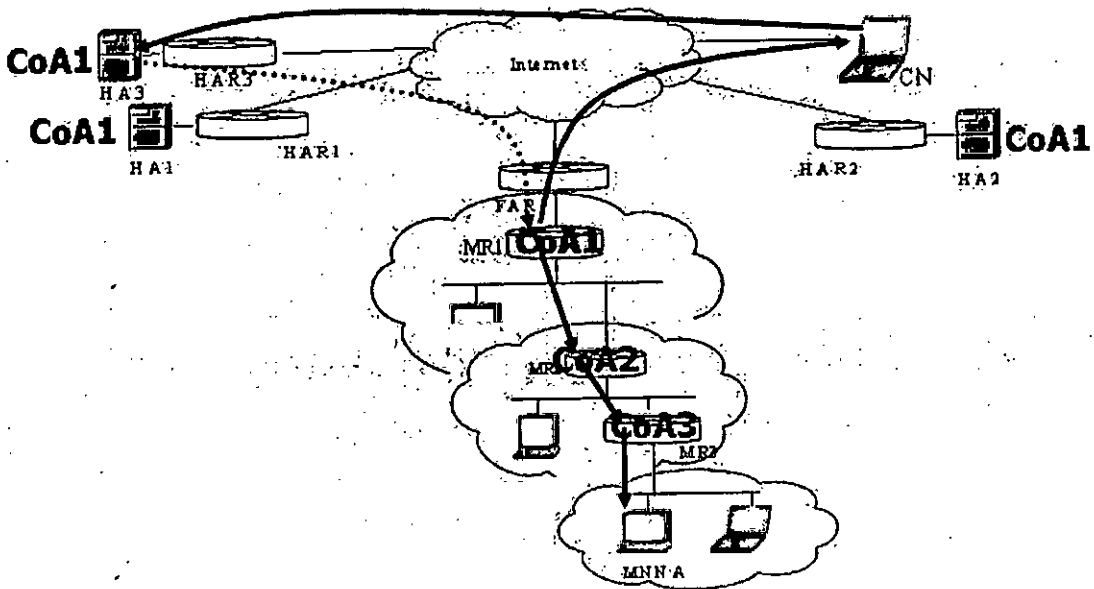 CoA1
HA3
HAR3
Internet
CN
CoA1
HA1
HAR1
HAR2
CoA1
HA2
FAR
MR1
CoA1
CoA2
CoA3
MNN A